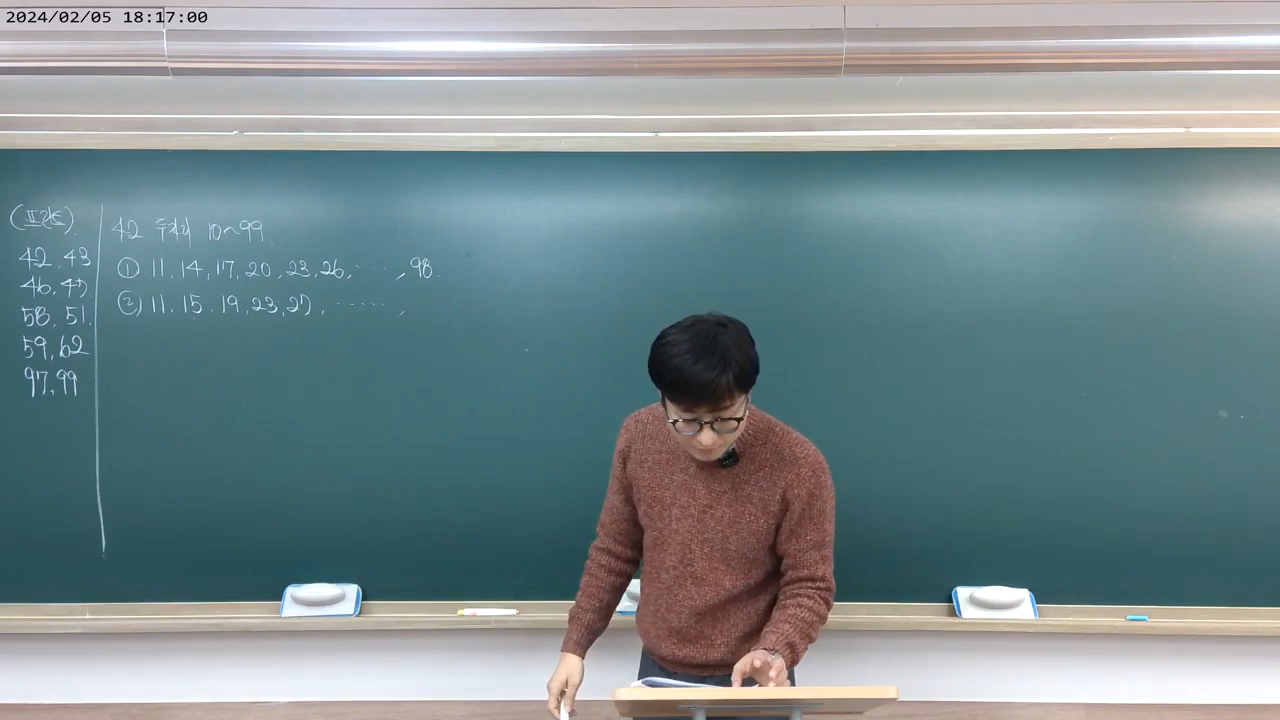 2024/02/05 18:17:00
(프린트)
42, 43
46, 47
58, 51
59, 62
97, 99
42 두자리 10~99
① 11, 14, 17, 20, 23, 26, ‥‥, 98
② 11, 15, 19, 23, 27, ······,